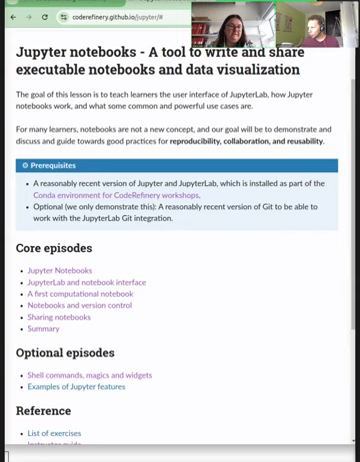 coderefinery.github.io/jupyter/#
Jupyter notebooks - A tool to write and share
executable notebooks and data visualization
The goal of this lesson is to teach learners the user interface of JupyterLab, how Jupyter
notebooks work, and what some common and powerful use cases are.
For many learners, notebooks are not a new concept, and our goal will be to demonstrate and
discuss and guide towards good practices for reproducibility, collaboration, and reusability.
Prerequisites
• A reasonably recent version of Jupyter and JupyterLab, which is installed as part of the
Conda environment for CodeRefinery workshops.
• Optional (we only demonstrate this): A reasonably recent version of Git to be able to
work with the JupyterLab Git integration.
Core episodes
• Jupyter Notebooks
• JupyterLab and notebook interface
• A first computational notebook
• Notebooks and version control
• Sharing notebooks
• Summary
Optional episodes
• Shell commands, magics and widgets
• Examples of Jupyter features
Reference
• List of exercises
• Instructor guide